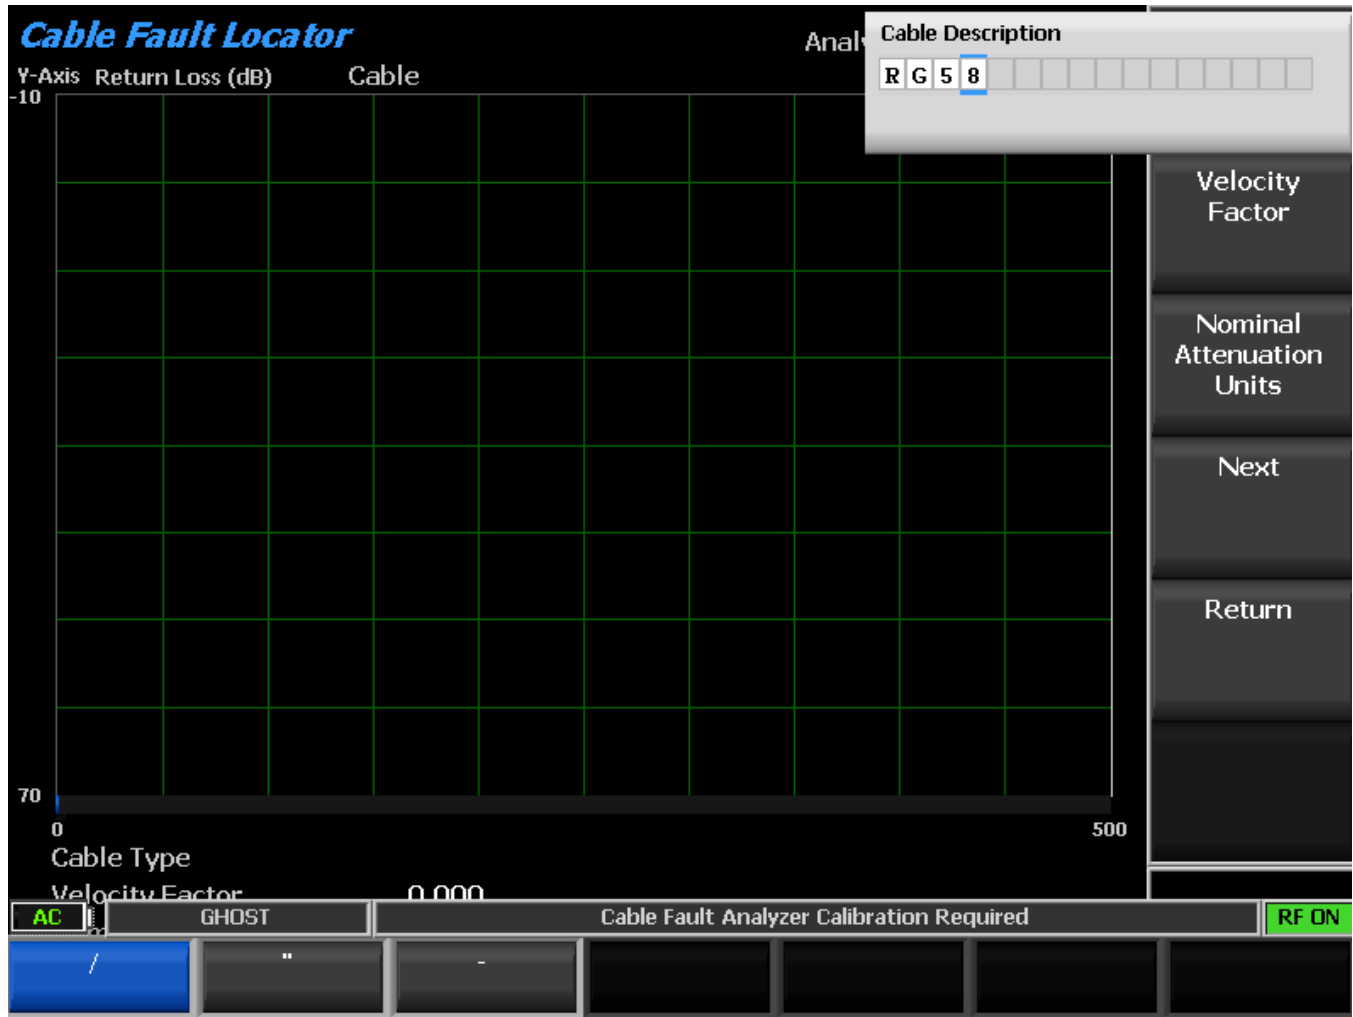 Cable Fault Locator
Cable Description
R G 5 8
Y-Axis Return Loss (dB) Cable
-10
Velocity
Factor
Nominal
Attenuation
Units
Next
Return
70
0 500
Cable Type
Velocity Factor 0.000
AC GHOST Cable Fault Analyzer Calibration Required RF ON
/ " -